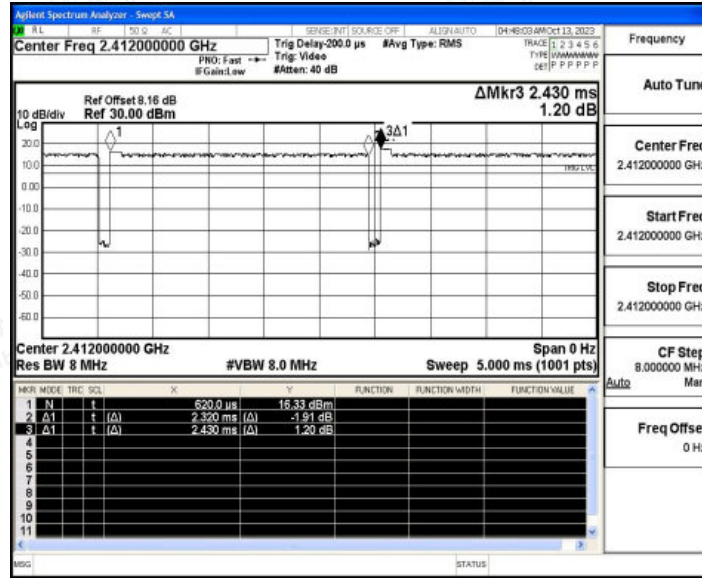 Agilent Spectrum Analyzer - Swept SA
RL RF 50 Ω AC SENSE:INT SOURCE OFF ALIGNAUTO 04:48:03 AM Oct 13, 2023
Center Freq 2.412000000 GHz
PNO: Fast
IFGain:Low
Trig Delay-200.0 µs
Trig: Video
#Atten: 40 dB
#Avg Type: RMS
TRACE 1 2 3 4 5 6
TYPE WWWWWW
DET P P P P P P
ΔMkr3 2.430 ms
1.20 dB
Ref Offset 8.16 dB
10 dB/div Ref 30.00 dBm
Log
1
3Δ1
20.0
10.0
TRIG LVL
0.00
-10.0
-20.0
-30.0
-40.0
-50.0
-60.0
Center 2.412000000 GHz Span 0 Hz
Res BW 8 MHz #VBW 8.0 MHz Sweep 5.000 ms (1001 pts)
MKR MODE TRC SCL X Y FUNCTION FUNCTION WIDTH FUNCTION VALUE
1 N t 620.0 µs 16.33 dBm
2 Δ1 t (Δ) 2.320 ms (Δ) -1.91 dB
3 Δ1 t (Δ) 2.430 ms (Δ) 1.20 dB
4
5
6
7
8
9
10
11
MSG STATUS
Frequency
Auto Tune
Center Freq
2.412000000 GHz
Start Freq
2.412000000 GHz
Stop Freq
2.412000000 GHz
CF Step
8.000000 MHz
Auto Man
Freq Offset
0 Hz